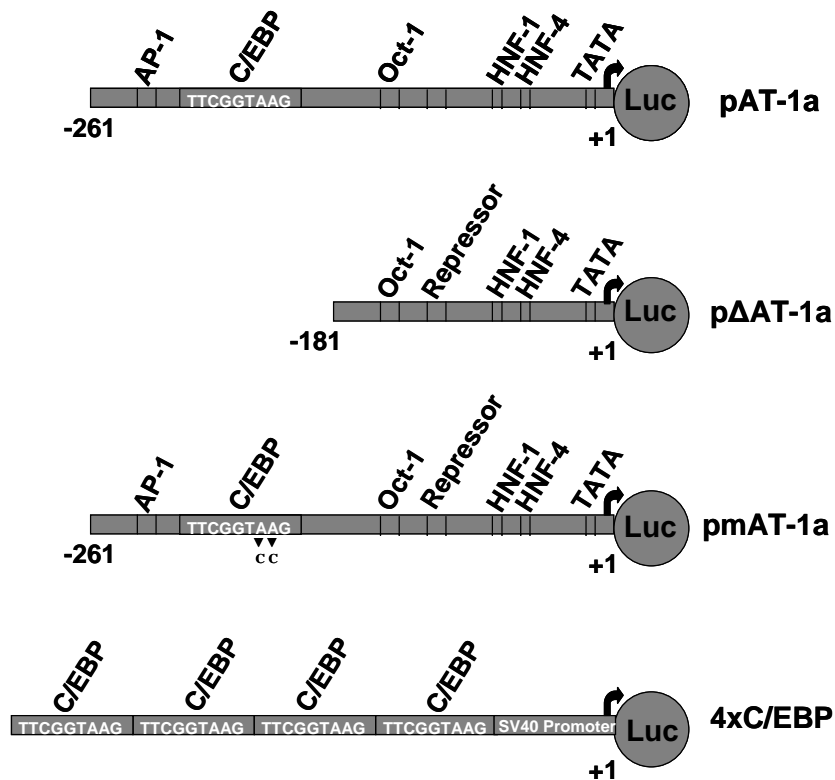 AP-1 C/EBP Oct-1 HNF-1 HNF-4 TATA
TTCGGTAAG Luc pAT-1a
-261 +1
Oct-1 Repressor HNF-1 HNF-4 TATA
Luc pΔAT-1a
-181 +1
AP-1 C/EBP Oct-1 Repressor HNF-1 HNF-4 TATA
TTCGGTAAG Luc pmAT-1a
-261 c c +1
C/EBP C/EBP C/EBP C/EBP
TTCGGTAAG TTCGGTAAG TTCGGTAAG TTCGGTAAG SV40 Promoter Luc 4xC/EBP
+1